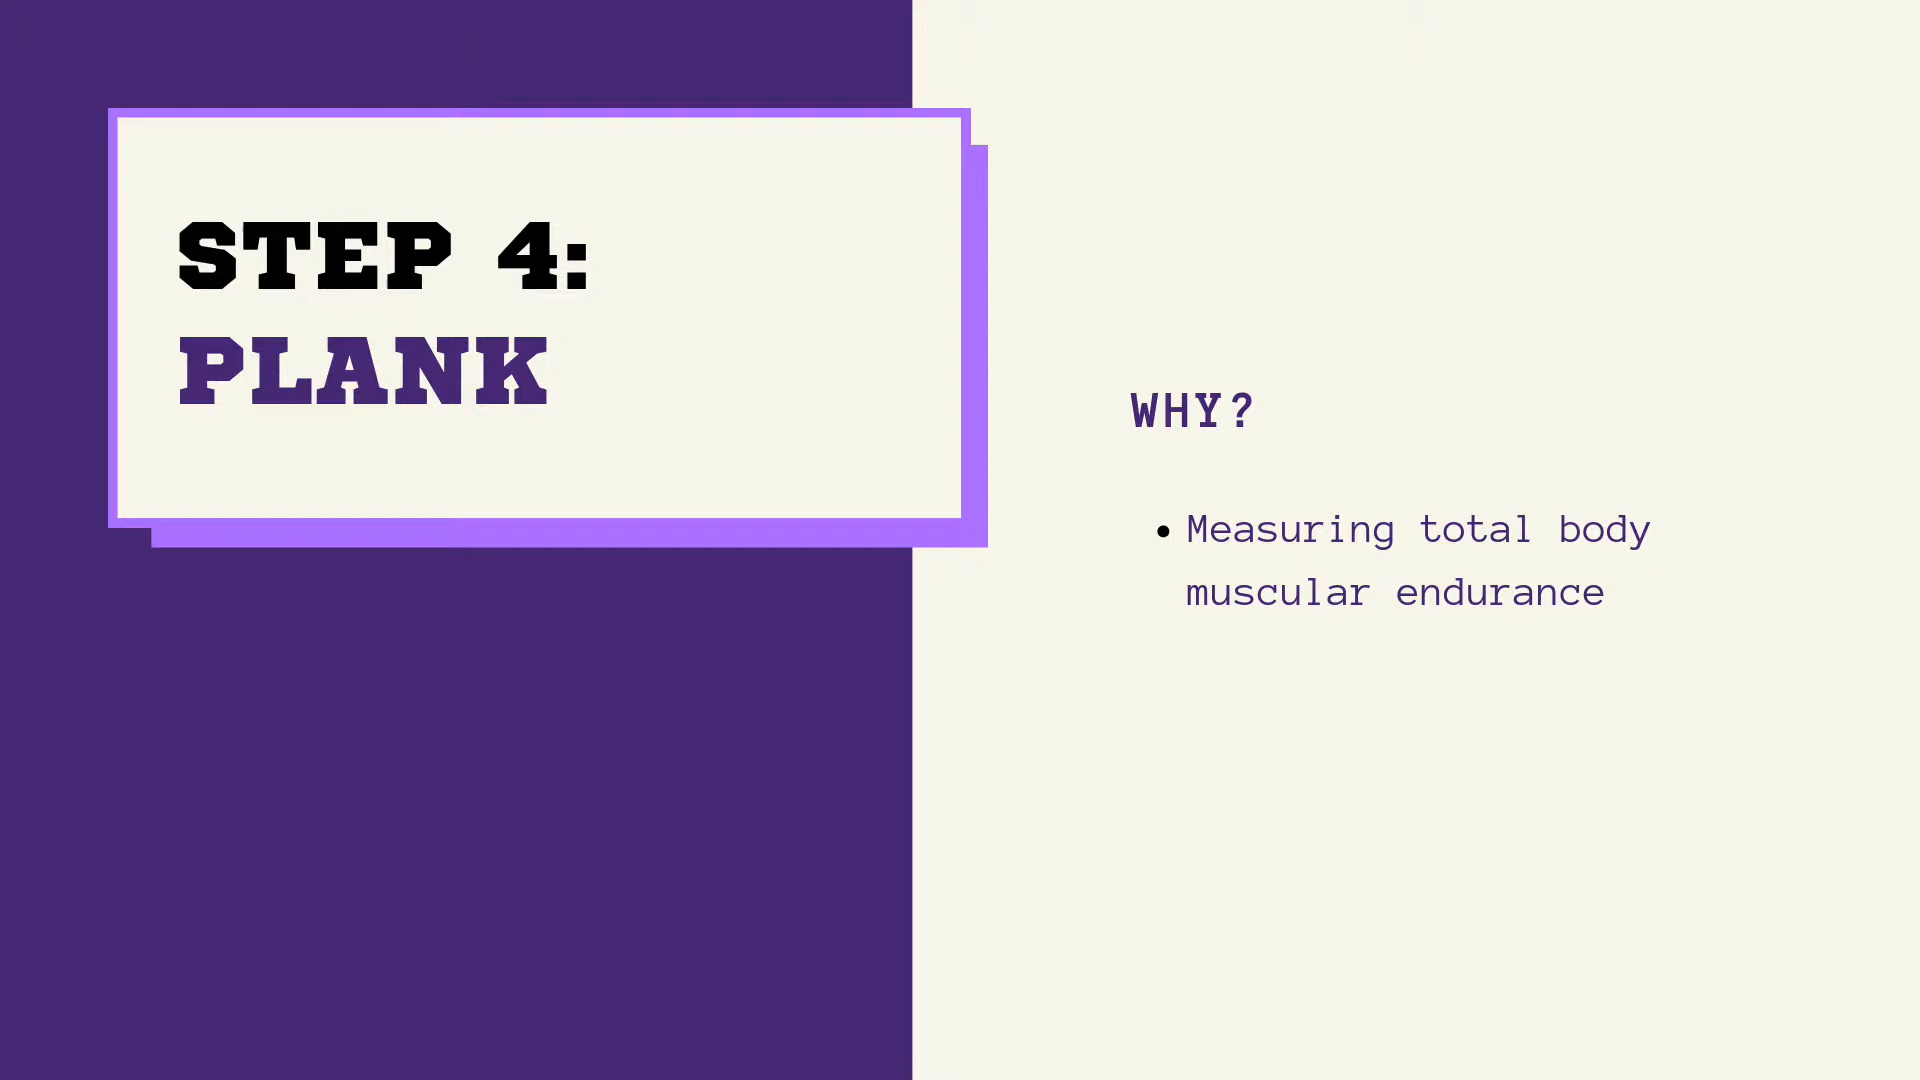 STEP 4:
PLANK
WHY?
• Measuring total body
muscular endurance